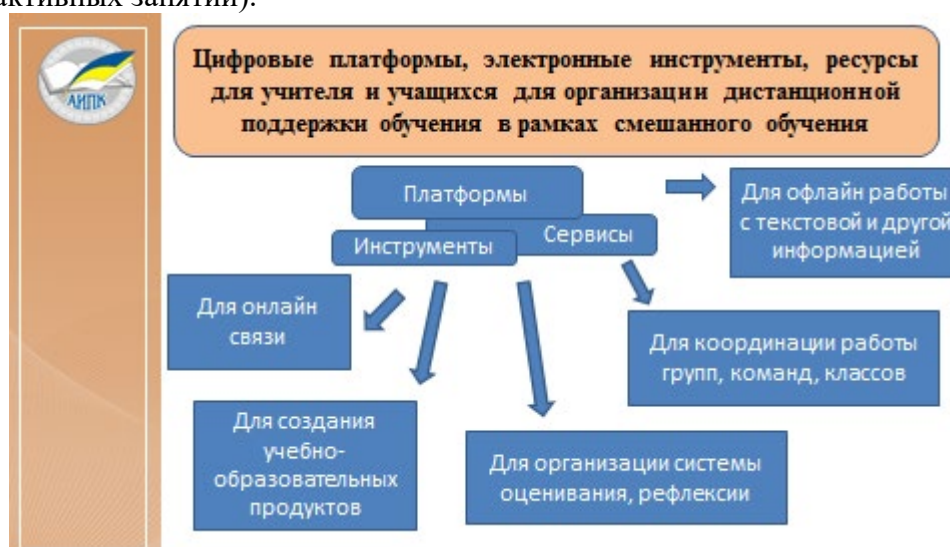 активных занятий).
АИПК
Цифровые платформы, электронные инструменты, ресурсы
для учителя и учащихся для организации дистанционной
поддержки обучения в рамках смешанного обучения
Платформы
Сервисы
Инструменты
Для офлайн работы
с текстовой и другой
информацией
Для онлайн
связи
Для координации работы
групп, команд, классов
Для создания
учебно-
образовательных
продуктов
Для организации системы
оценивания, рефлексии